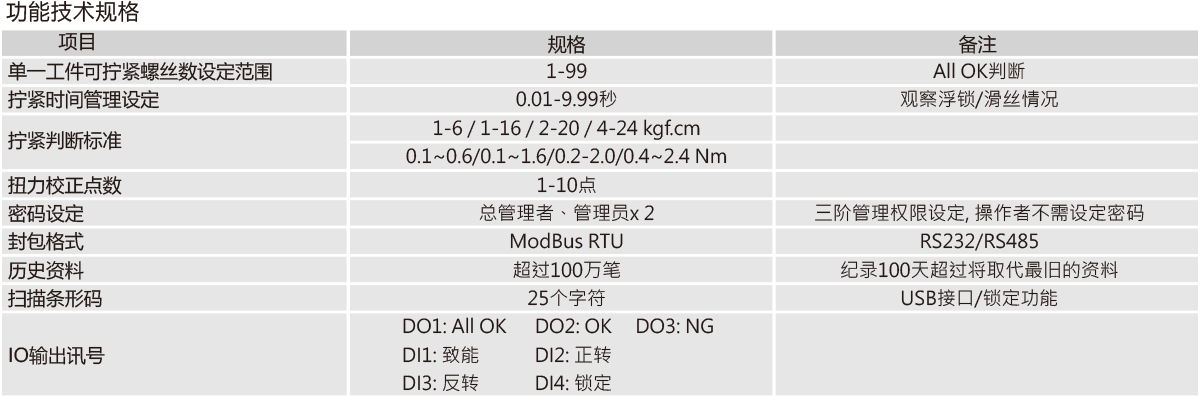 功能技术规格
项目 规格 备注
单一工件可拧紧螺丝数设定范围 1-99 All OK判断
拧紧时间管理设定 0.01-9.99秒 观察浮锁/滑丝情况
拧紧判断标准 1-6 / 1-16 / 2-20 / 4-24 kgf.cm
0.1~0.6/0.1~1.6/0.2-2.0/0.4~2.4 Nm
扭力校正点数 1-10点
密码设定 总管理者、管理员x 2 三阶管理权限设定, 操作者不需设定密码
封包格式 ModBus RTU RS232/RS485
历史资料 超过100万笔 纪录100天超过将取代最旧的资料
扫描条形码 25个字符 USB接口/锁定功能
IO输出讯号 DO1: All OK DO2: OK DO3: NG
DI1: 致能 DI2: 正转
DI3: 反转 DI4: 锁定